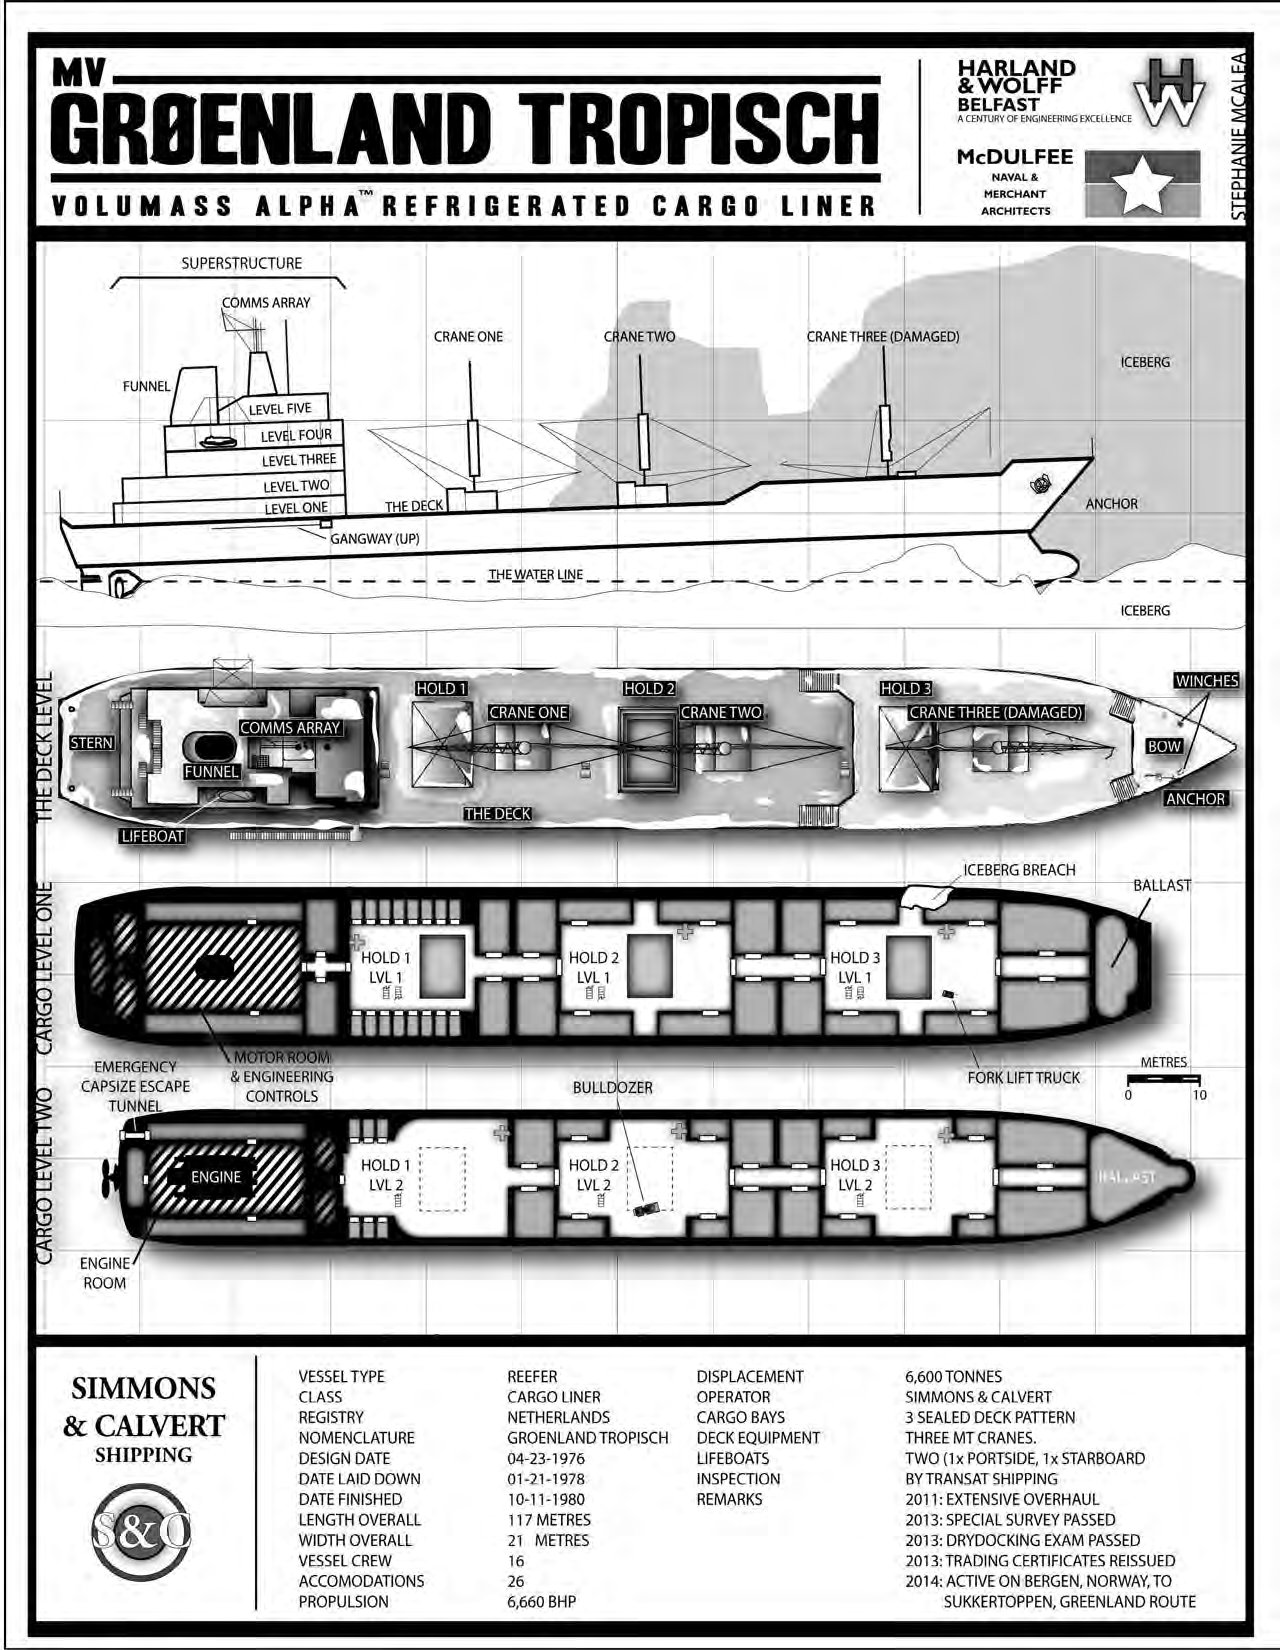 MV
GRØENLAND TROPISCH
VOLUMASS ALPHA™ REFRIGERATED CARGO LINER
HARLAND
& WOLFF
BELFAST
A CENTURY OF ENGINEERING EXCELLENCE
HW
McDULFEE
NAVAL &
MERCHANT
ARCHITECTS
STEPHANIE MCALEA
SUPERSTRUCTURE
COMMS ARRAY
CRANE ONE
CRANE TWO
CRANE THREE (DAMAGED)
ICEBERG
FUNNEL
LEVEL FIVE
LEVEL FOUR
LEVEL THREE
LEVEL TWO
LEVEL ONE
THE DECK
ANCHOR
GANGWAY (UP)
THE WATER LINE
ICEBERG
THE DECK LEVEL
HOLD 1
HOLD 2
HOLD 3
WINCHES
CRANE ONE
CRANE TWO
CRANE THREE (DAMAGED)
COMMS ARRAY
STERN
BOW
FUNNEL
ANCHOR
THE DECK
LIFEBOAT
CARGO LEVEL ONE
ICEBERG BREACH
BALLAST
HOLD 1
LVL 1
HOLD 2
LVL 1
HOLD 3
LVL 1
MOTOR ROOM
& ENGINEERING
CONTROLS
FORK LIFT TRUCK
METRES
0 10
EMERGENCY
CAPSIZE ESCAPE
TUNNEL
BULLDOZER
CARGO LEVEL TWO
ENGINE
HOLD 1
LVL 2
HOLD 2
LVL 2
HOLD 3
LVL 2
BALLAST
ENGINE
ROOM
SIMMONS
& CALVERT
SHIPPING
S&C
VESSEL TYPE REEFER
CLASS CARGO LINER
REGISTRY NETHERLANDS
NOMENCLATURE GROENLAND TROPISCH
DESIGN DATE 04-23-1976
DATE LAID DOWN 01-21-1978
DATE FINISHED 10-11-1980
LENGTH OVERALL 117 METRES
WIDTH OVERALL 21 METRES
VESSEL CREW 16
ACCOMODATIONS 26
PROPULSION 6,660 BHP
DISPLACEMENT 6,600 TONNES
OPERATOR SIMMONS & CALVERT
CARGO BAYS 3 SEALED DECK PATTERN
DECK EQUIPMENT THREE MT CRANES.
LIFEBOATS TWO (1x PORTSIDE, 1x STARBOARD
INSPECTION BY TRANSAT SHIPPING
REMARKS 2011: EXTENSIVE OVERHAUL
2013: SPECIAL SURVEY PASSED
2013: DRYDOCKING EXAM PASSED
2013: TRADING CERTIFICATES REISSUED
2014: ACTIVE ON BERGEN, NORWAY, TO
SUKKERTOPPEN, GREENLAND ROUTE